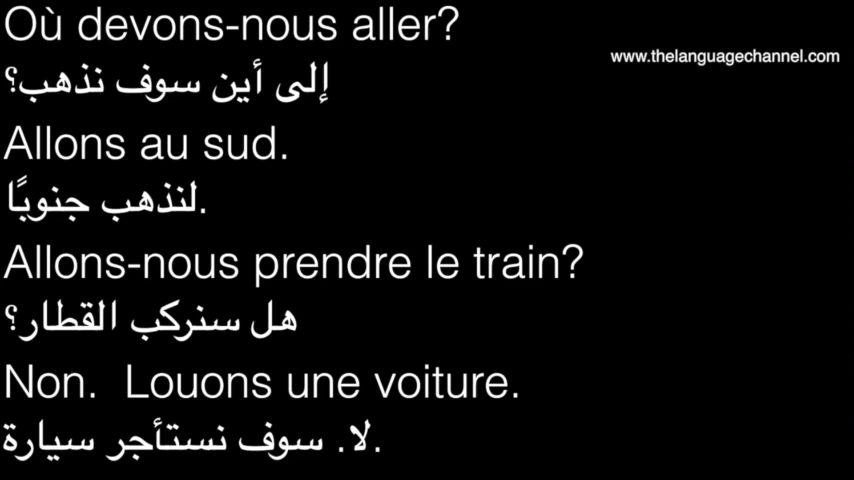 Où devons-nous aller?
www.thelanguagechannel.com
إلى أين سوف نذهب؟
Allons au sud.
لنذهب جنوبًا.
Allons-nous prendre le train?
هل سنركب القطار؟
Non.  Louons une voiture.
لا. سوف نستأجر سيارة.